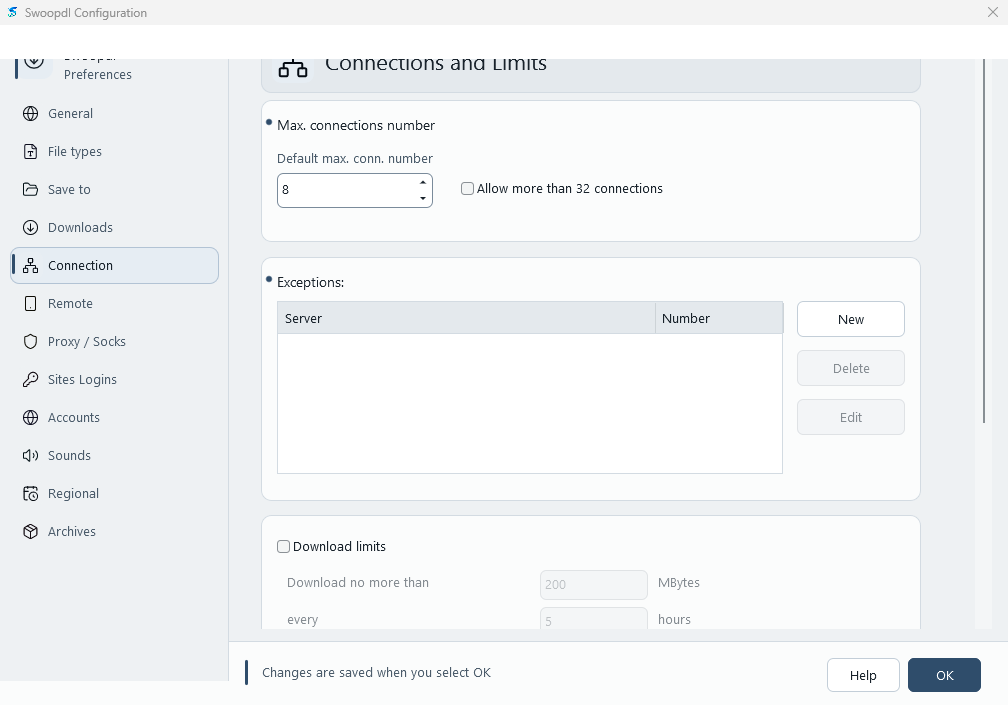 Swoopdl Configuration
Preferences
General
File types
Save to
Downloads
Connection
Remote
Proxy / Socks
Sites Logins
Accounts
Sounds
Regional
Archives
Connections and Limits
Max. connections number
Default max. conn. number
8
Allow more than 32 connections
Exceptions:
Server Number
New
Delete
Edit
Download limits
Download no more than 200 MBytes
every 5 hours
Changes are saved when you select OK
Help OK